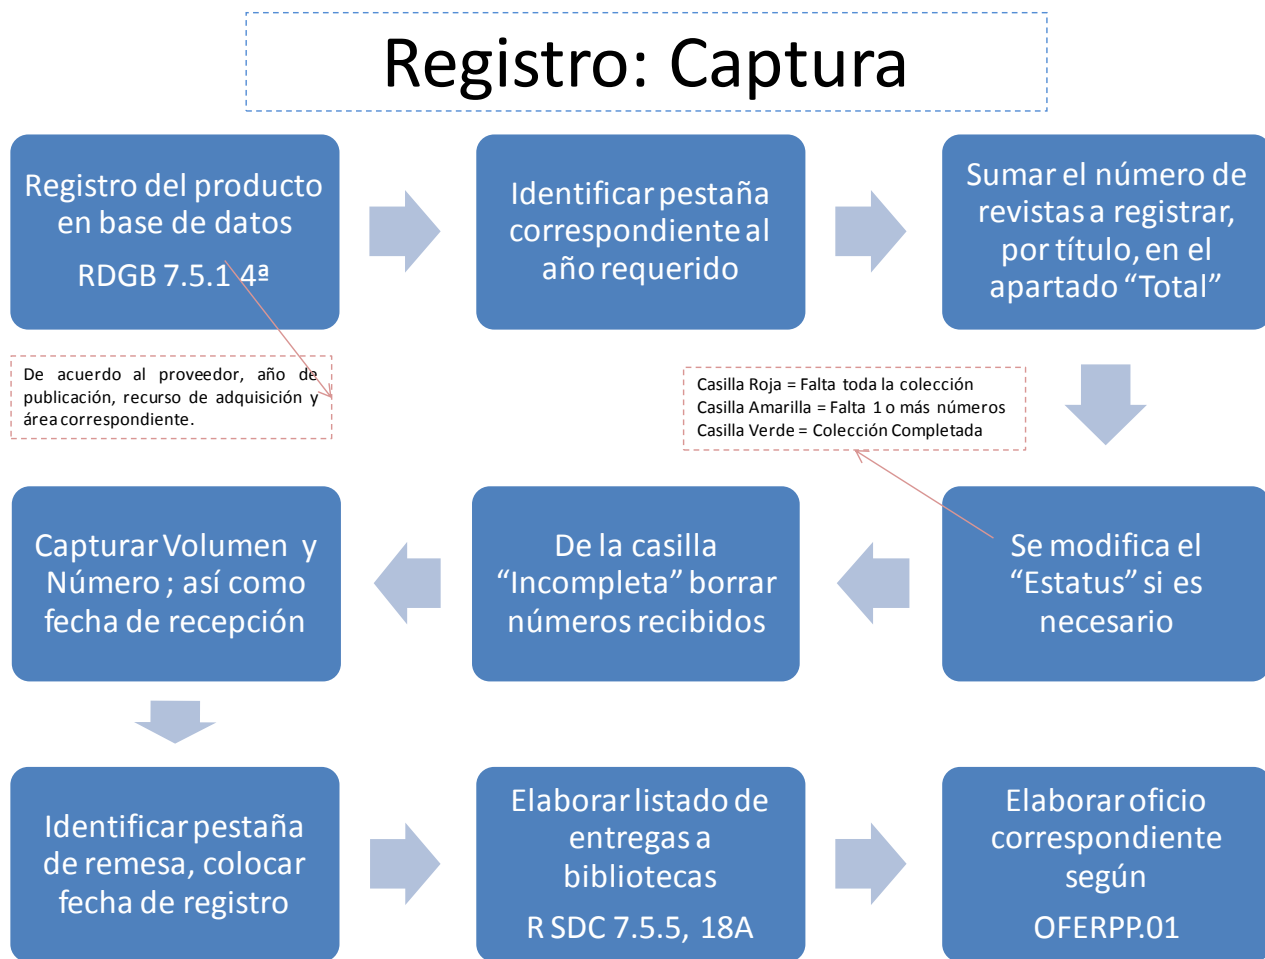 Registro: Captura
Registro del producto
en base de datos
RDGB 7.5.1 4ª
Identificar pestaña
correspondiente al
año requerido
Sumar el número de
revistas a registrar,
por título, en el
apartado “Total”
De acuerdo al proveedor, año de
publicación, recurso de adquisición y
área correspondiente.
Casilla Roja = Falta toda la colección
Casilla Amarilla = Falta 1 o más números
Casilla Verde = Colección Completada
Se modifica el
“Estatus” si es
necesario
De la casilla
“Incompleta” borrar
números recibidos
Capturar Volumen y
Número ; así como
fecha de recepción
Identificar pestaña
de remesa, colocar
fecha de registro
Elaborar listado de
entregas a
bibliotecas
R SDC 7.5.5, 18A
Elaborar oficio
correspondiente
según
OFERPP.01